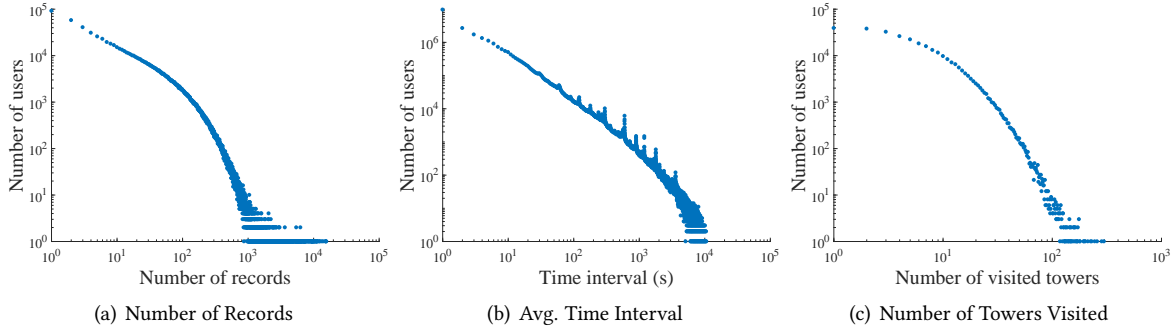 10^5
10^4
10^3
10^2
10^1
10^0
Number of users
10^0 10^1 10^2 10^3 10^4 10^5
Number of records
(a) Number of Records
10^6
10^4
10^2
10^0
Number of users
10^0 10^1 10^2 10^3 10^4 10^5
Time interval (s)
(b) Avg. Time Interval
10^5
10^4
10^3
10^2
10^1
10^0
Number of users
10^0 10^1 10^2 10^3
Number of visited towers
(c) Number of Towers Visited